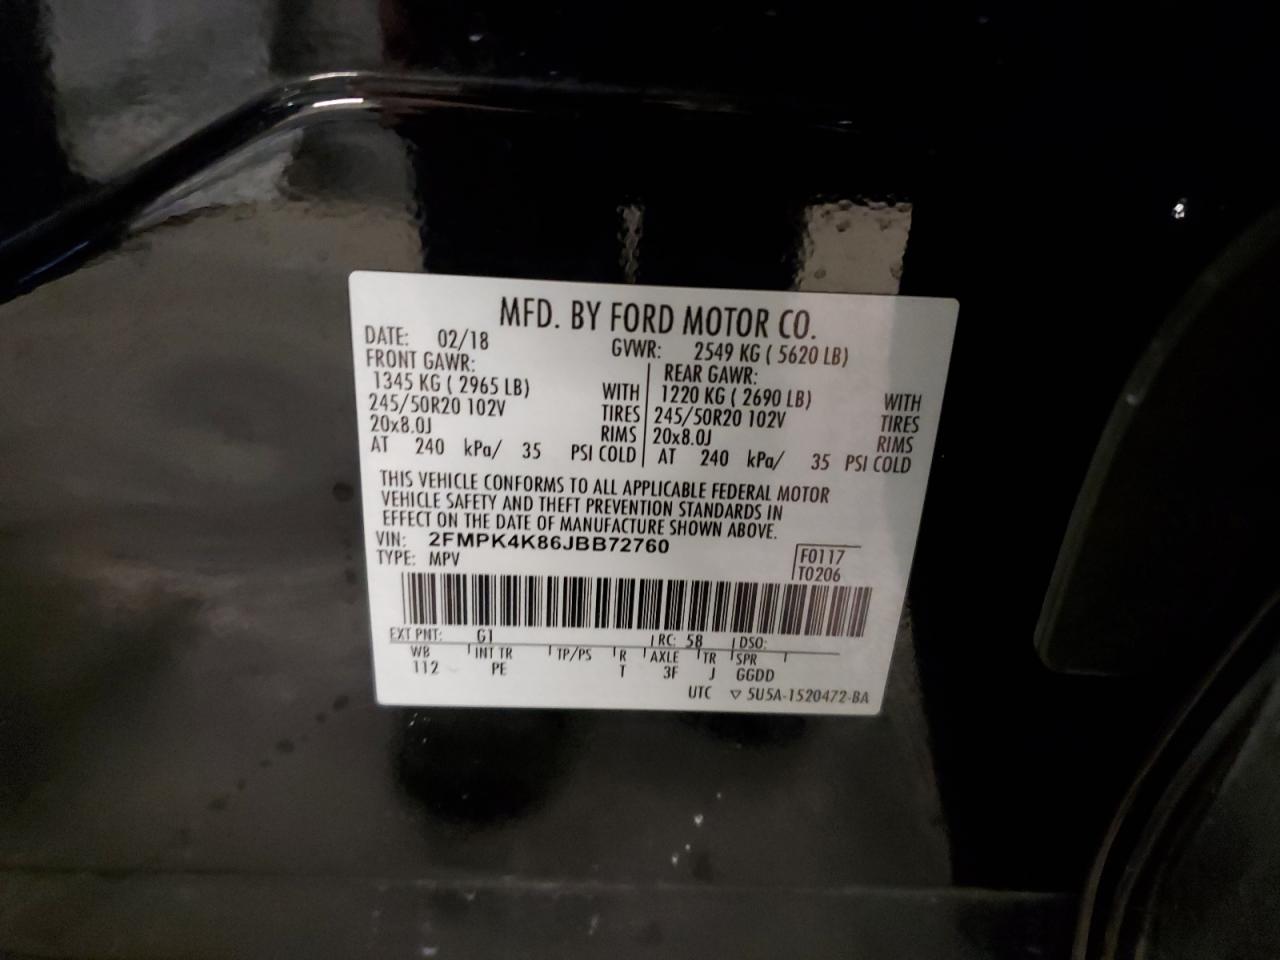 MFD. BY FORD MOTOR CO.
DATE: 02/18 GVWR: 2549 KG ( 5620 LB)
FRONT GAWR: REAR GAWR:
1345 KG ( 2965 LB) WITH 1220 KG ( 2690 LB) WITH
245/50R20 102V TIRES 245/50R20 102V TIRES
20x8.0J RIMS 20x8.0J RIMS
AT 240 kPa/ 35 PSI COLD AT 240 kPa/ 35 PSI COLD
THIS VEHICLE CONFORMS TO ALL APPLICABLE FEDERAL MOTOR
VEHICLE SAFETY AND THEFT PREVENTION STANDARDS IN
EFFECT ON THE DATE OF MANUFACTURE SHOWN ABOVE.
VIN: 2FMPK4K86JBB72760
TYPE: MPV F0117
T0206
EXT PNT: G1 RC: 58 DSO:
WB INT TR TP/PS R AXLE TR SPR
112 PE T 3F J GGDD
UTC ▽ 5U5A-1520472-BA